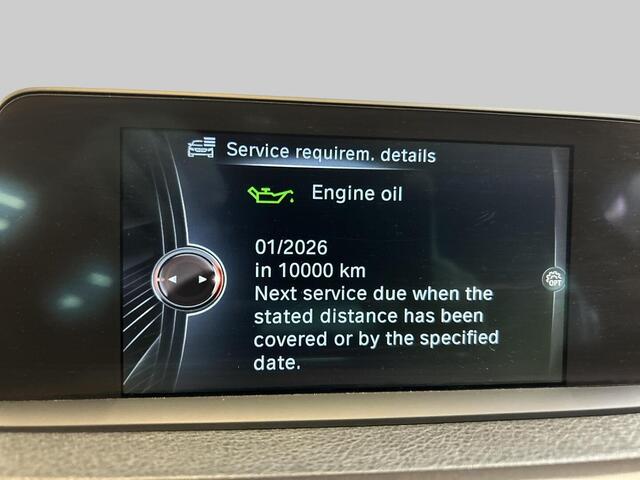 Service requirem. details
Engine oil
01/2026
in 10000 km
Next service due when the
stated distance has been
covered or by the specified
date.
OPT